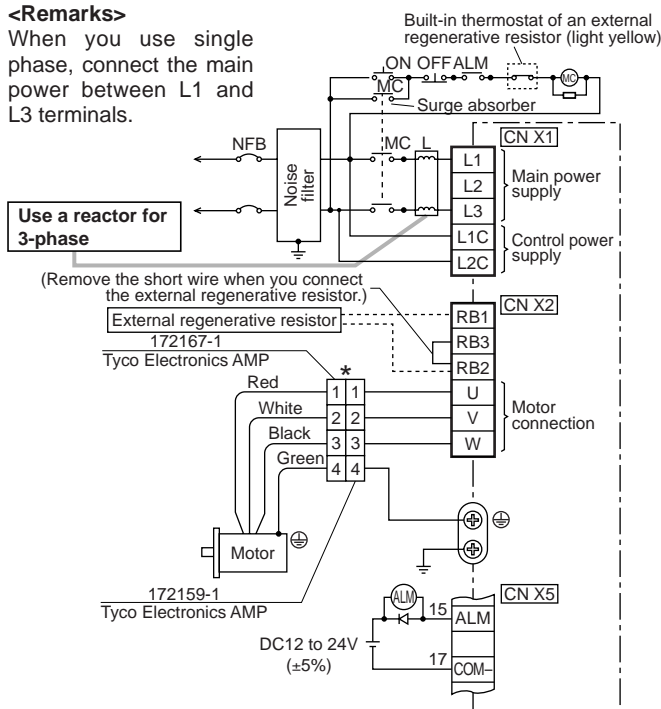 <Remarks>
When you use single
phase, connect the main
power between L1 and
L3 terminals.
Built-in thermostat of an external
regenerative resistor (light yellow)
ON OFF ALM
MC
MC
Surge absorber
NFB
Noise
filter
MC L
CN X1
L1
L2
L3
L1C
L2C
Main power
supply
Control power
supply
Use a reactor for
3-phase
(Remove the short wire when you connect
the external regenerative resistor.)
External regenerative resistor
CN X2
RB1
RB3
RB2
U
V
W
Motor
connection
172167-1
Tyco Electronics AMP
*
Red
White
Black
Green
1 1
2 2
3 3
4 4
Motor
172159-1
Tyco Electronics AMP
ALM
DC12 to 24V
(±5%)
CN X5
15 ALM
17 COM–